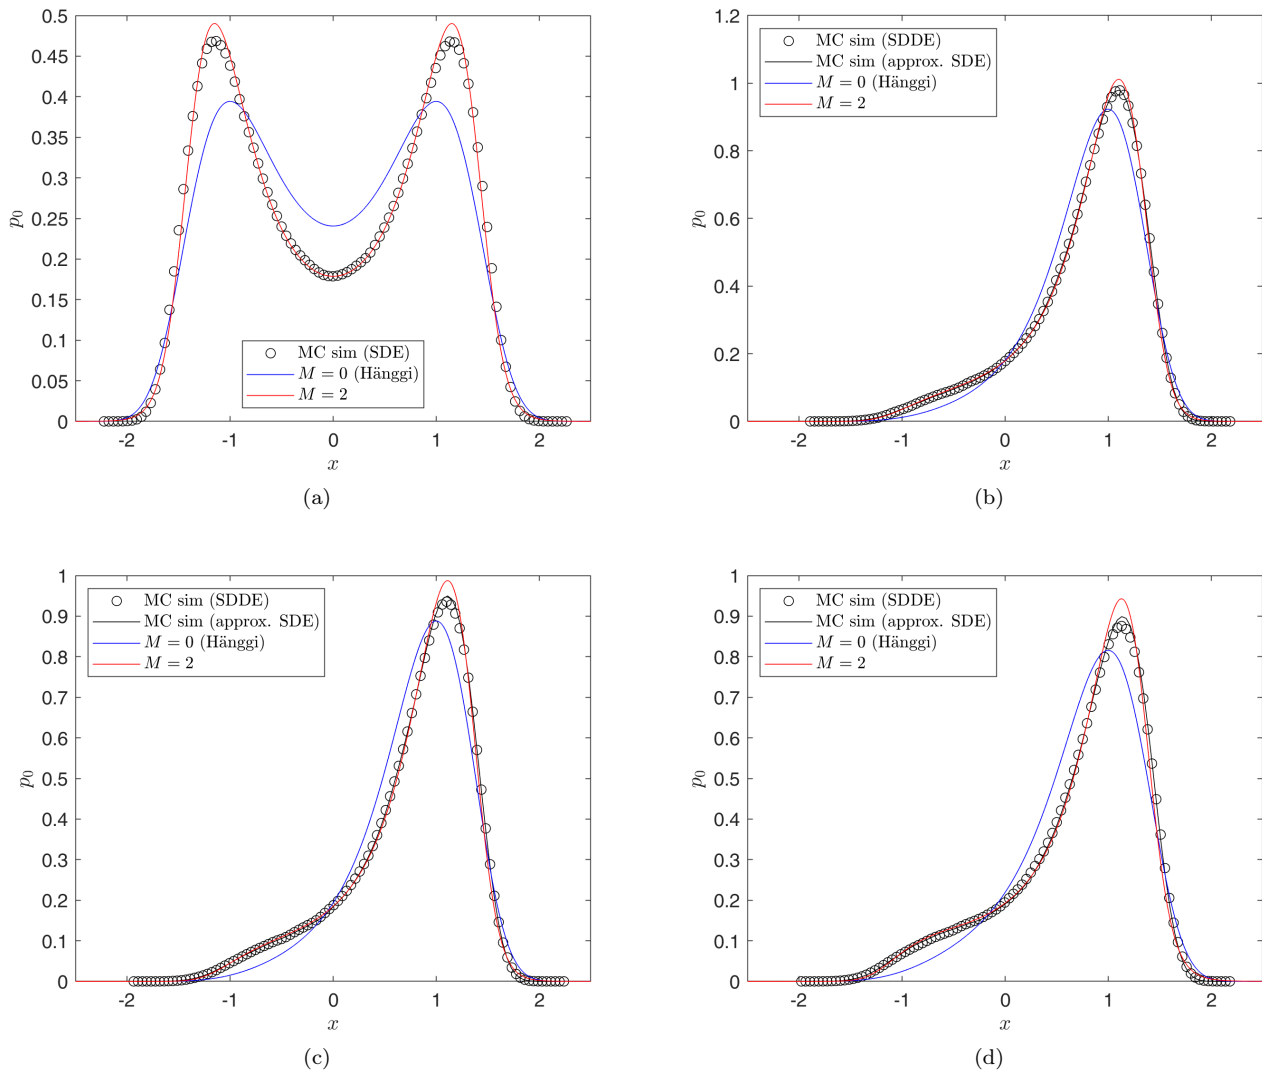 0.5
0.45
0.4
0.35
0.3
0.25
0.2
0.15
0.1
0.05
0
p₀
-2 -1 0 1 2
x
MC sim (SDE)
M = 0 (Hänggi)
M = 2
(a)
1.2
1
0.8
0.6
0.4
0.2
0
p₀
-2 -1 0 1 2
x
MC sim (SDDE)
MC sim (approx. SDE)
M = 0 (Hänggi)
M = 2
(b)
1
0.9
0.8
0.7
0.6
0.5
0.4
0.3
0.2
0.1
0
p₀
-2 -1 0 1 2
x
MC sim (SDDE)
MC sim (approx. SDE)
M = 0 (Hänggi)
M = 2
(c)
1
0.9
0.8
0.7
0.6
0.5
0.4
0.3
0.2
0.1
0
p₀
-2 -1 0 1 2
x
MC sim (SDDE)
MC sim (approx. SDE)
M = 0 (Hänggi)
M = 2
(d)